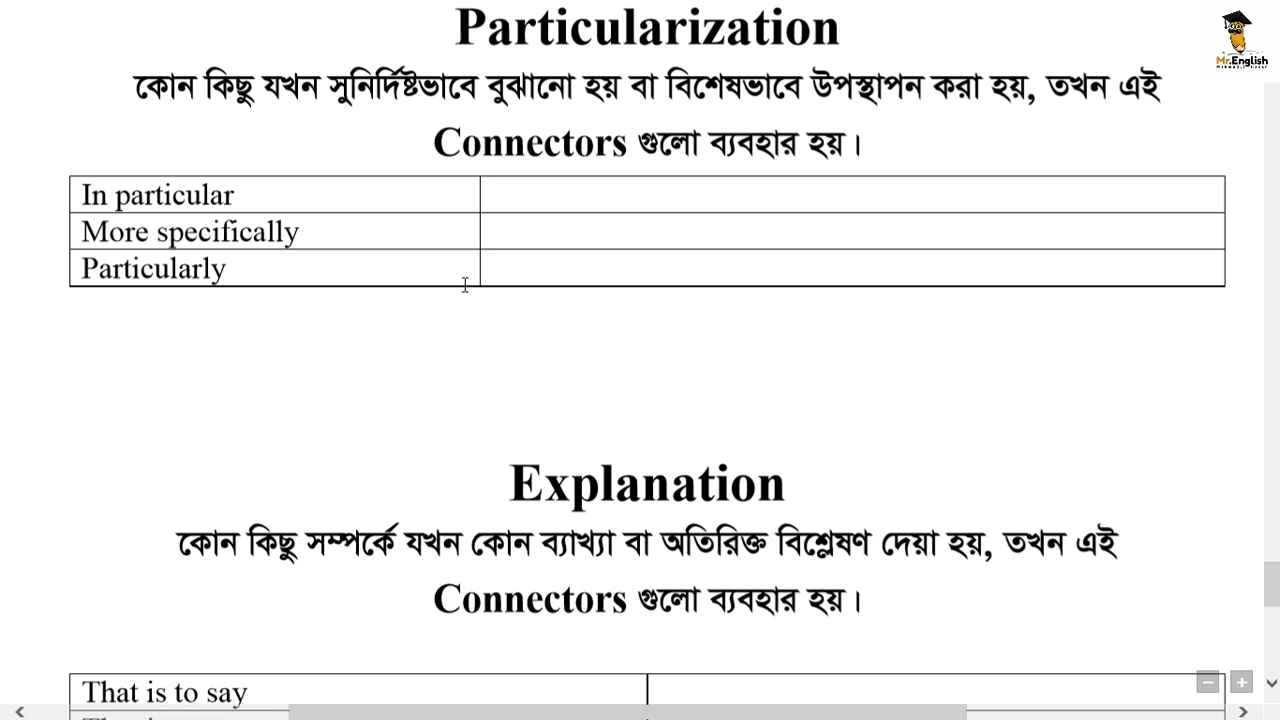 Particularization
Mr.English
কোন কিছু যখন সুনির্দিষ্টভাবে বুঝানো হয় বা বিশেষভাবে উপস্থাপন করা হয়, তখন এই
Connectors গুলো ব্যবহার হয়।
In particular
More specifically
Particularly
Explanation
কোন কিছু সম্পর্কে যখন কোন ব্যাখ্যা বা অতিরিক্ত বিশ্লেষণ দেয়া হয়, তখন এই
Connectors গুলো ব্যবহার হয়।
That is to say